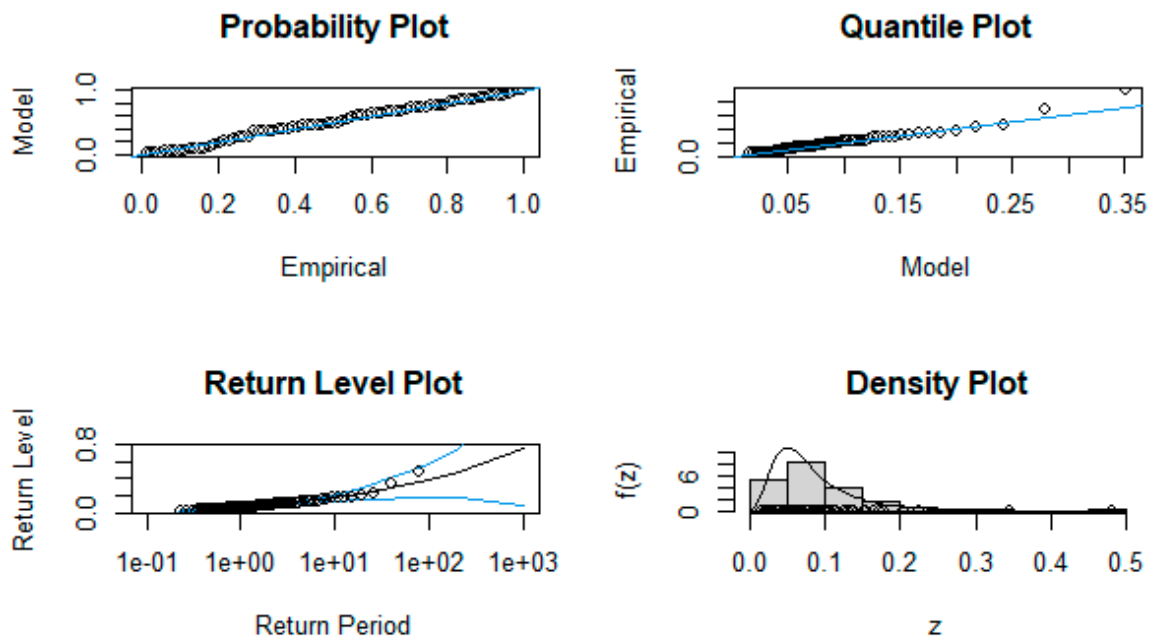 Probability Plot
Model
0.0 1.0
0.0 0.2 0.4 0.6 0.8 1.0
Empirical
Quantile Plot
Empirical
0.0
0.05 0.15 0.25 0.35
Model
Return Level Plot
Return Level
0.0 0.8
1e-01 1e+00 1e+01 1e+02 1e+03
Return Period
Density Plot
f(z)
0 6
0.0 0.1 0.2 0.3 0.4 0.5
z